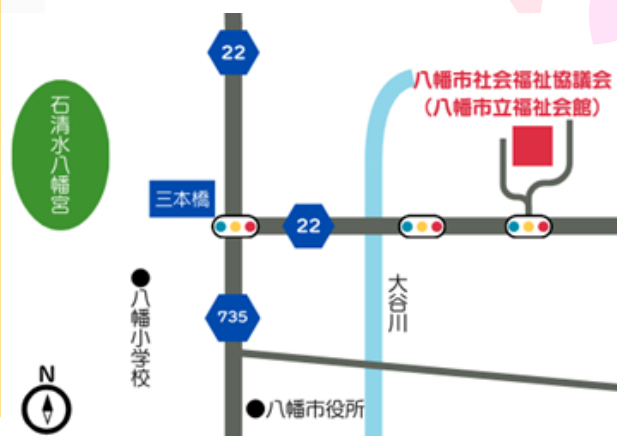 22
八幡市社会福祉協議会
(八幡市立福祉会館)
石清水八幡宮
三本橋
22
大谷川
八幡小学校
735
N
八幡市役所